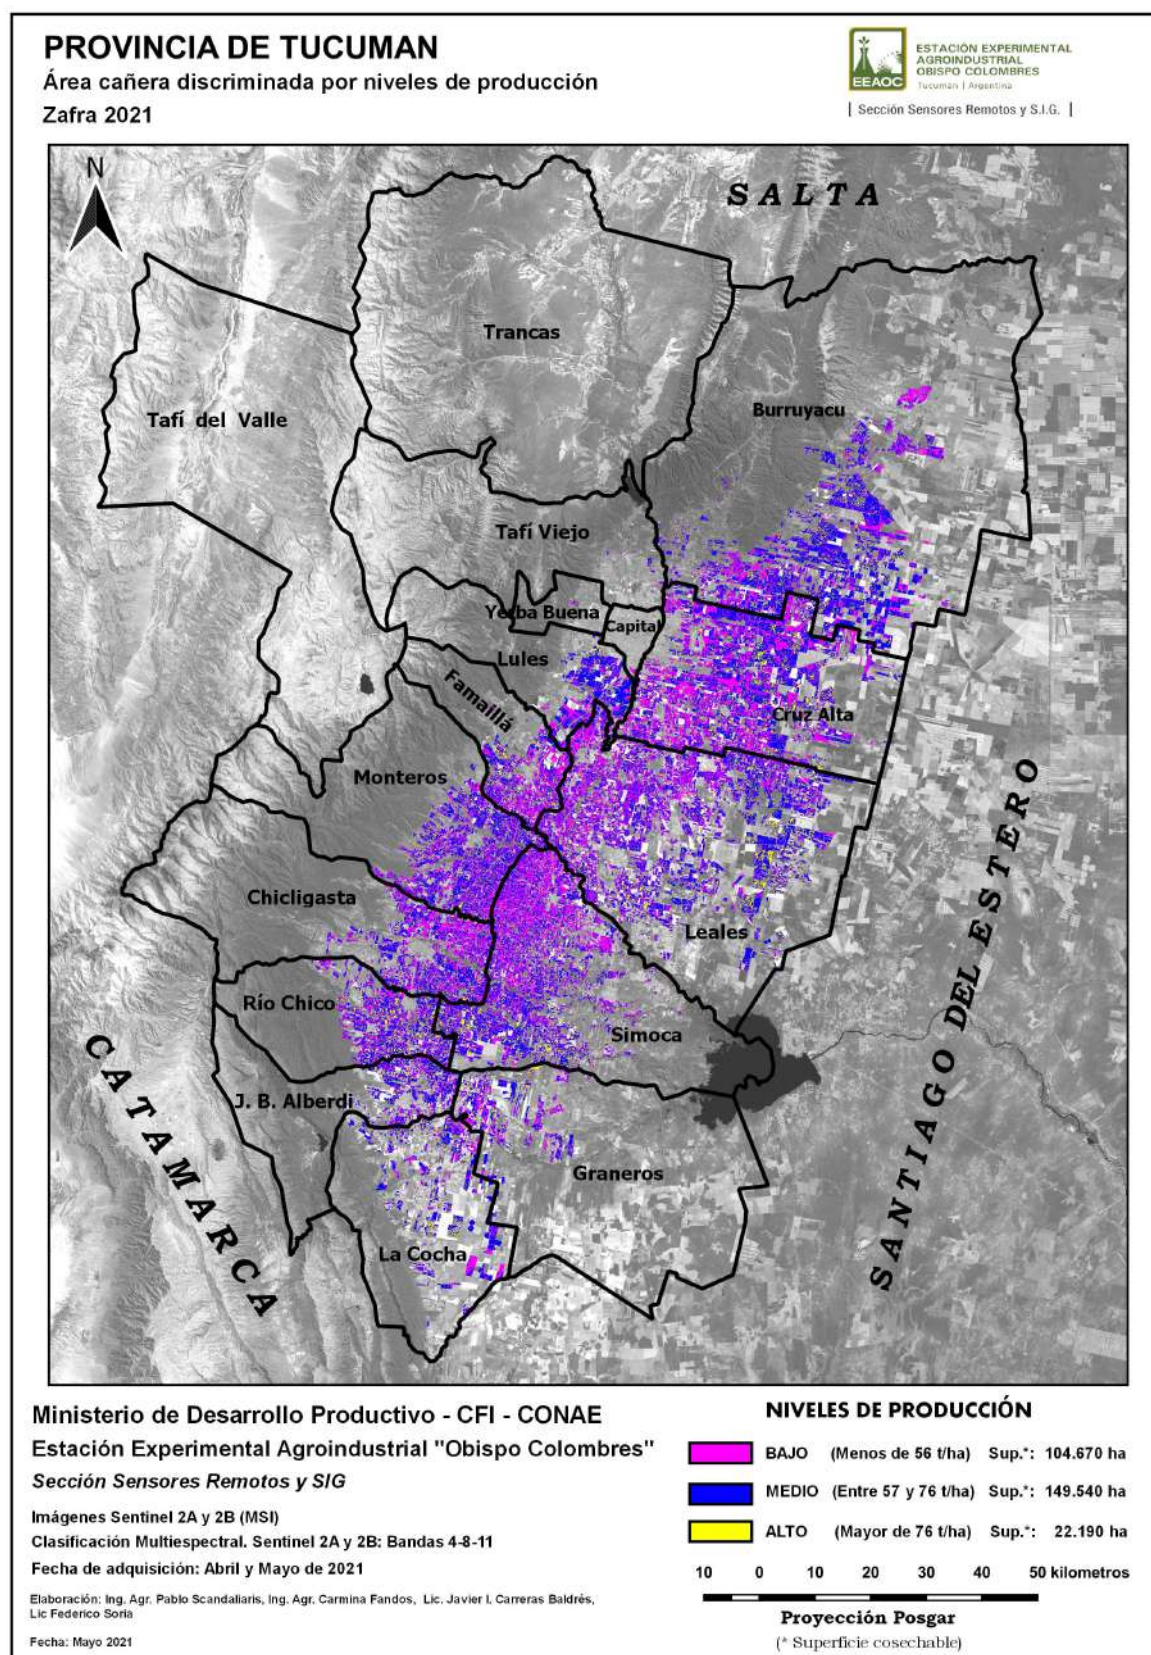 PROVINCIA DE TUCUMAN
Área cañera discriminada por niveles de producción
Zafra 2021
EEAOC
ESTACIÓN EXPERIMENTAL
AGROINDUSTRIAL
OBISPO COLOMBRES
Tucumán | Argentina
| Sección Sensores Remotos y S.I.G. |
N
SALTA
Trancas
Burruyacu
Tafí del Valle
Tafí Viejo
Yerba Buena
Capital
Lules
Famaillá
Cruz Alta
Monteros
Chicligasta
Leales
Río Chico
Simoca
J. B. Alberdi
Graneros
La Cocha
CATAMARCA
SANTIAGO DEL ESTERO
Ministerio de Desarrollo Productivo - CFI - CONAE
Estación Experimental Agroindustrial "Obispo Colombres"
Sección Sensores Remotos y SIG
Imágenes Sentinel 2A y 2B (MSI)
Clasificación Multiespectral. Sentinel 2A y 2B: Bandas 4-8-11
Fecha de adquisición: Abril y Mayo de 2021
Elaboración: Ing. Agr. Pablo Scandaliaris, Ing. Agr. Carmina Fandos, Lic. Javier I. Carreras Baldrés,
Lic Federico Soria
Fecha: Mayo 2021
NIVELES DE PRODUCCIÓN
BAJO (Menos de 56 t/ha) Sup.*: 104.670 ha
MEDIO (Entre 57 y 76 t/ha) Sup.*: 149.540 ha
ALTO (Mayor de 76 t/ha) Sup.*: 22.190 ha
10 0 10 20 30 40 50 kilometros
Proyección Posgar
(* Superficie cosechable)